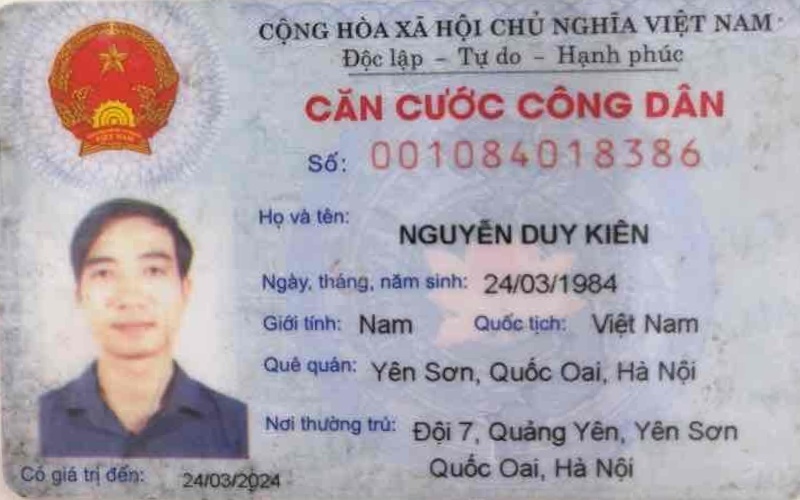 CỘNG HÒA XÃ HỘI CHỦ NGHĨA VIỆT NAM
Độc lập – Tự do – Hạnh phúc
CĂN CƯỚC CÔNG DÂN
Số: 001084018386
Họ và tên: NGUYỄN DUY KIÊN
Ngày, tháng, năm sinh: 24/03/1984
Giới tính: Nam Quốc tịch: Việt Nam
Quê quán: Yên Sơn, Quốc Oai, Hà Nội
Nơi thường trú: Đội 7, Quảng Yên, Yên Sơn
Quốc Oai, Hà Nội
Có giá trị đến: 24/03/2024
VIỆT NAM